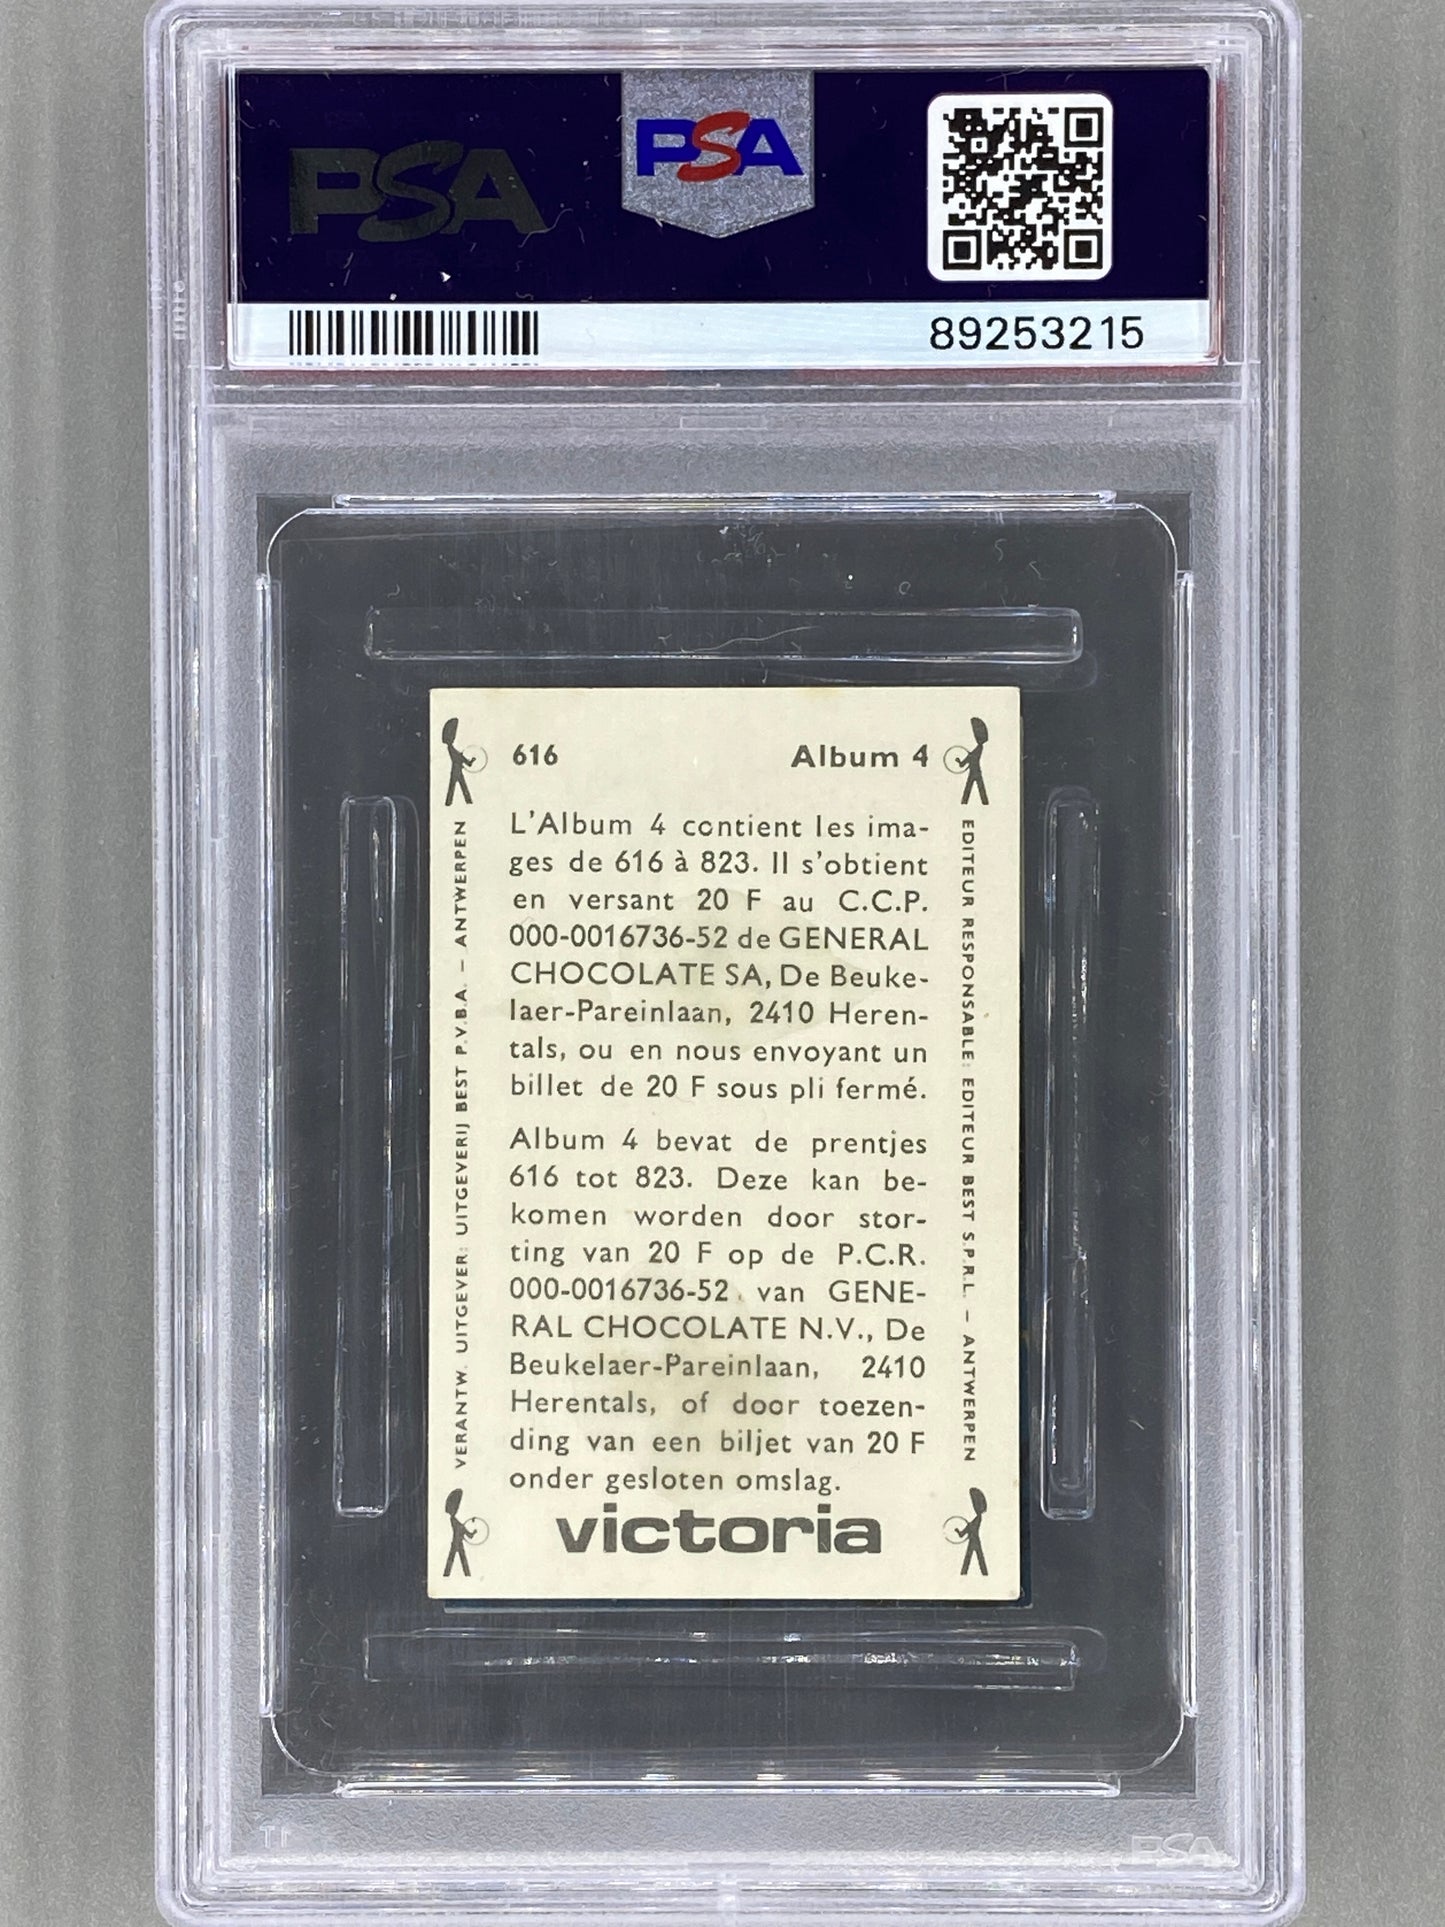 PSA
PSA
89253215
616 Album 4
L'Album 4 contient les ima-
ges de 616 à 823. Il s'obtient
en versant 20 F au C.C.P.
000-0016736-52 de GENERAL
CHOCOLATE SA, De Beuke-
laer-Pareinlaan, 2410 Heren-
tals, ou en nous envoyant un
billet de 20 F sous pli fermé.
Album 4 bevat de prentjes
616 tot 823. Deze kan be-
komen worden door stor-
ting van 20 F op de P.C.R.
000-0016736-52 van GENE-
RAL CHOCOLATE N.V., De
Beukelaer-Pareinlaan, 2410
Herentals, of door toezen-
ding van een biljet van 20 F
onder gesloten omslag.
victoria
VERANTW. UITGEVER: UITGEVERIJ BEST P.V.B.A. – ANTWERPEN
EDITEUR RESPONSABLE: EDITEUR BEST S.P.R.L. – ANTWERPEN
PSA